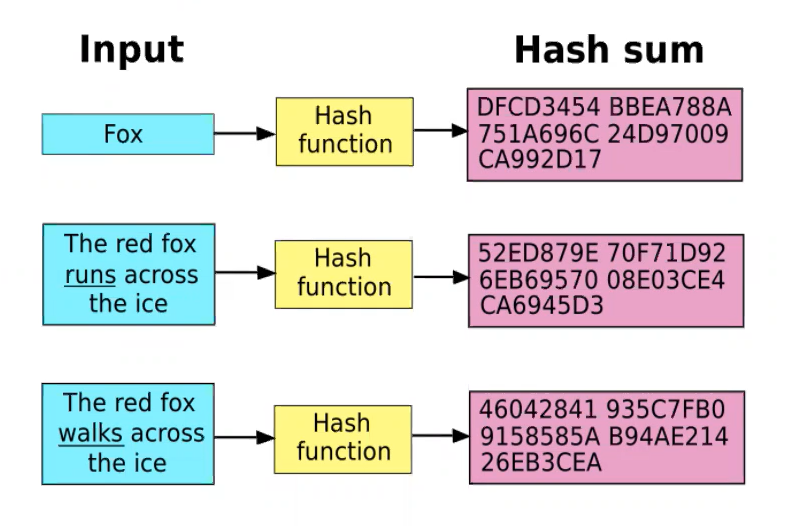 Input
Hash sum
Fox
Hash
function
DFCD3454 BBEA788A
751A696C 24D97009
CA992D17
The red fox
runs across
the ice
Hash
function
52ED879E 70F71D92
6EB69570 08E03CE4
CA6945D3
The red fox
walks across
the ice
Hash
function
46042841 935C7FB0
9158585A B94AE214
26EB3CEA